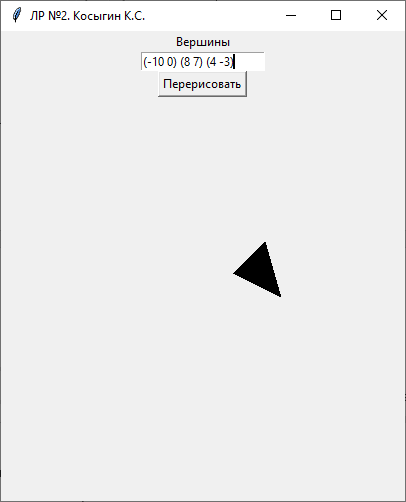 ЛР №2. Косыгин К.С.
Вершины
(-10 0) (8 7) (4 -3)
Перерисовать